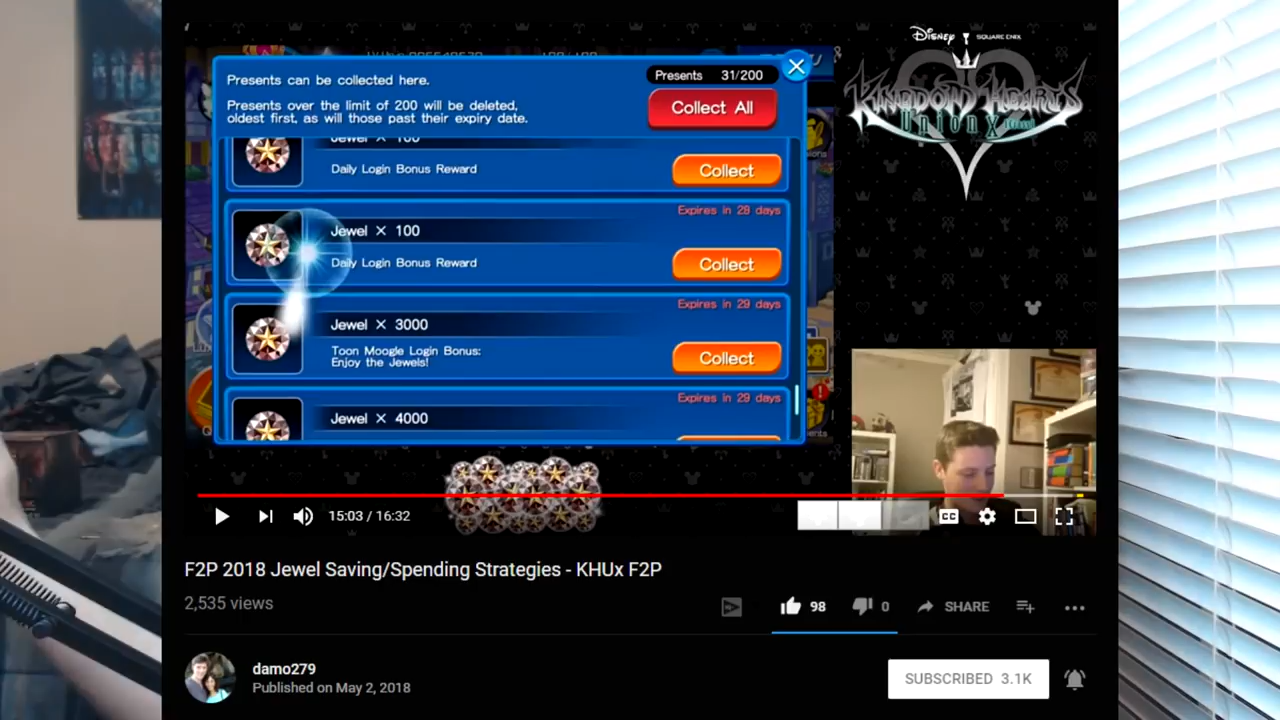 Disney SQUARE ENIX
KINGDOM HEARTS
Union X [Cross]
Presents can be collected here.
Presents 31/200
Presents over the limit of 200 will be deleted,
oldest first, as will those past their expiry date.
Collect All
Jewel × 100
Daily Login Bonus Reward
Collect
Expires in 29 days
Jewel × 100
Daily Login Bonus Reward
Collect
Expires in 29 days
Jewel × 3000
Toon Moogle Login Bonus:
Enjoy the Jewels!
Collect
Expires in 29 days
Jewel × 4000
15:03 / 16:32
CC
F2P 2018 Jewel Saving/Spending Strategies - KHUx F2P
2,535 views
98
0
SHARE
damo279
Published on May 2, 2018
SUBSCRIBED 3.1K